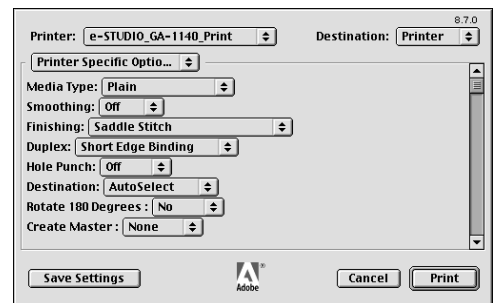 8.7.0
Printer: e-STUDIO_GA-1140_Print Destination: Printer
Printer Specific Optio...
Media Type: Plain
Smoothing: Off
Finishing: Saddle Stitch
Duplex: Short Edge Binding
Hole Punch: Off
Destination: AutoSelect
Rotate 180 Degrees : No
Create Master : None
Save Settings Adobe® Cancel Print